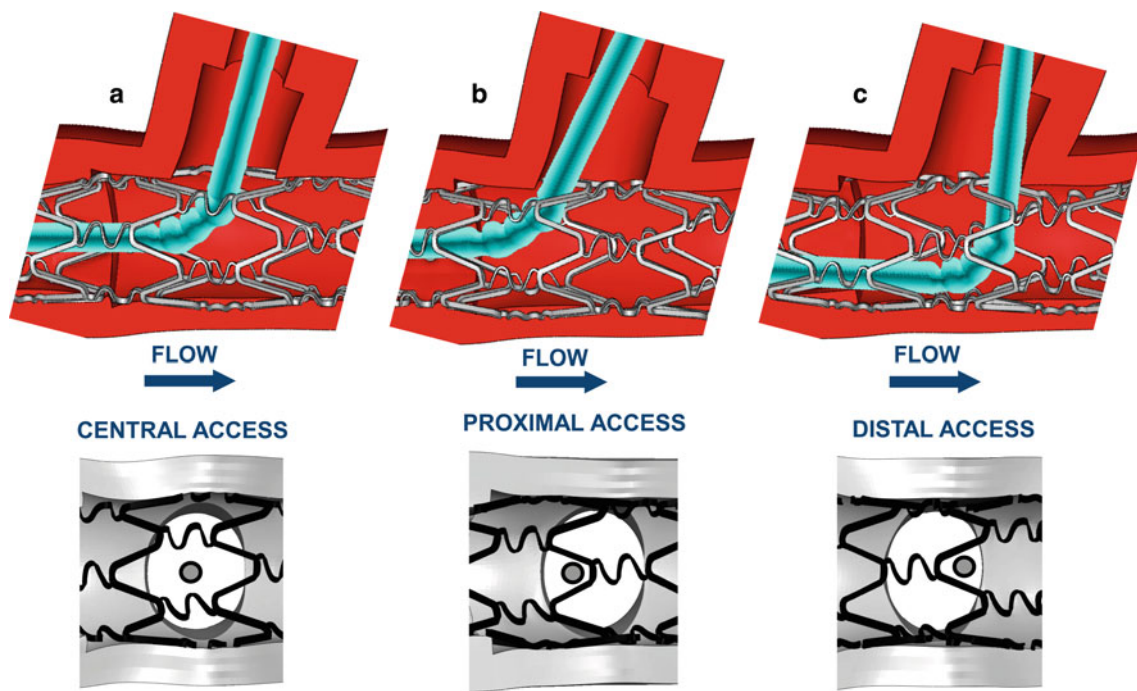 a
b
c
FLOW
FLOW
FLOW
CENTRAL ACCESS
PROXIMAL ACCESS
DISTAL ACCESS